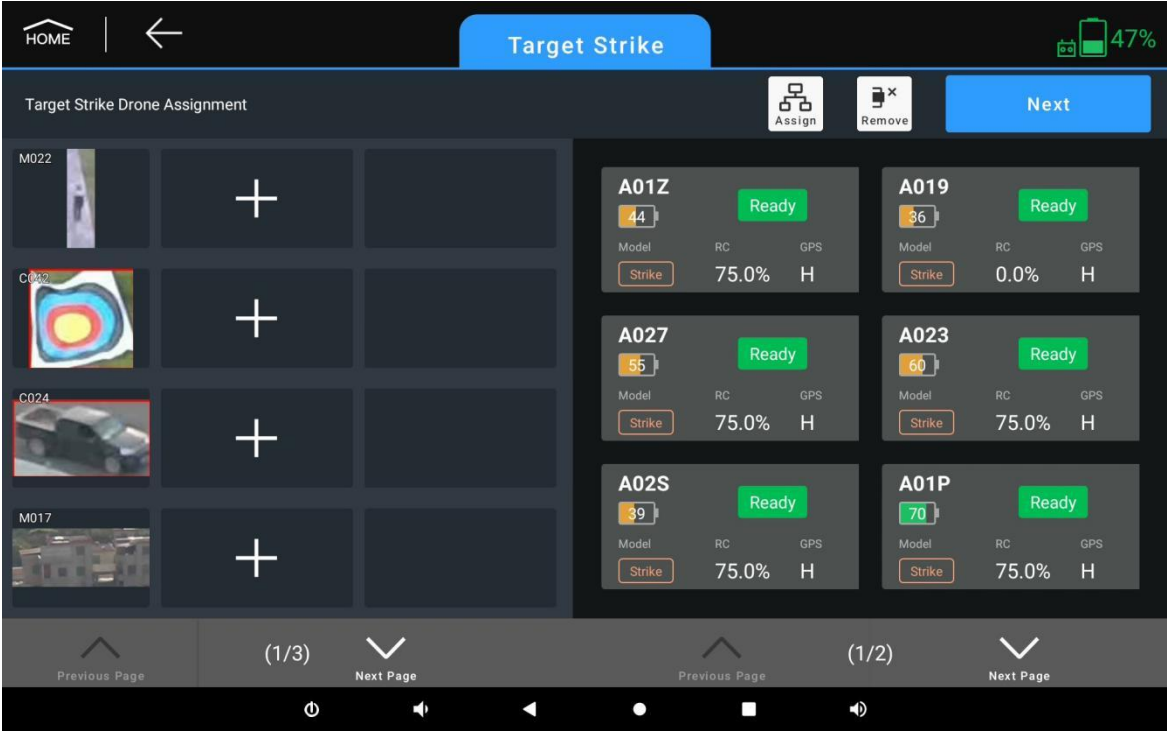 HOME
Target Strike
47%
Target Strike Drone Assignment
Assign
Remove
Next
M022
C042
C024
M017
A01Z
Ready
44
Model RC GPS
Strike 75.0% H
A019
Ready
36
Model RC GPS
Strike 0.0% H
A027
Ready
55
Model RC GPS
Strike 75.0% H
A023
Ready
60
Model RC GPS
Strike 75.0% H
A02S
Ready
39
Model RC GPS
Strike 75.0% H
A01P
Ready
70
Model RC GPS
Strike 75.0% H
Previous Page
(1/3)
Next Page
Previous Page
(1/2)
Next Page